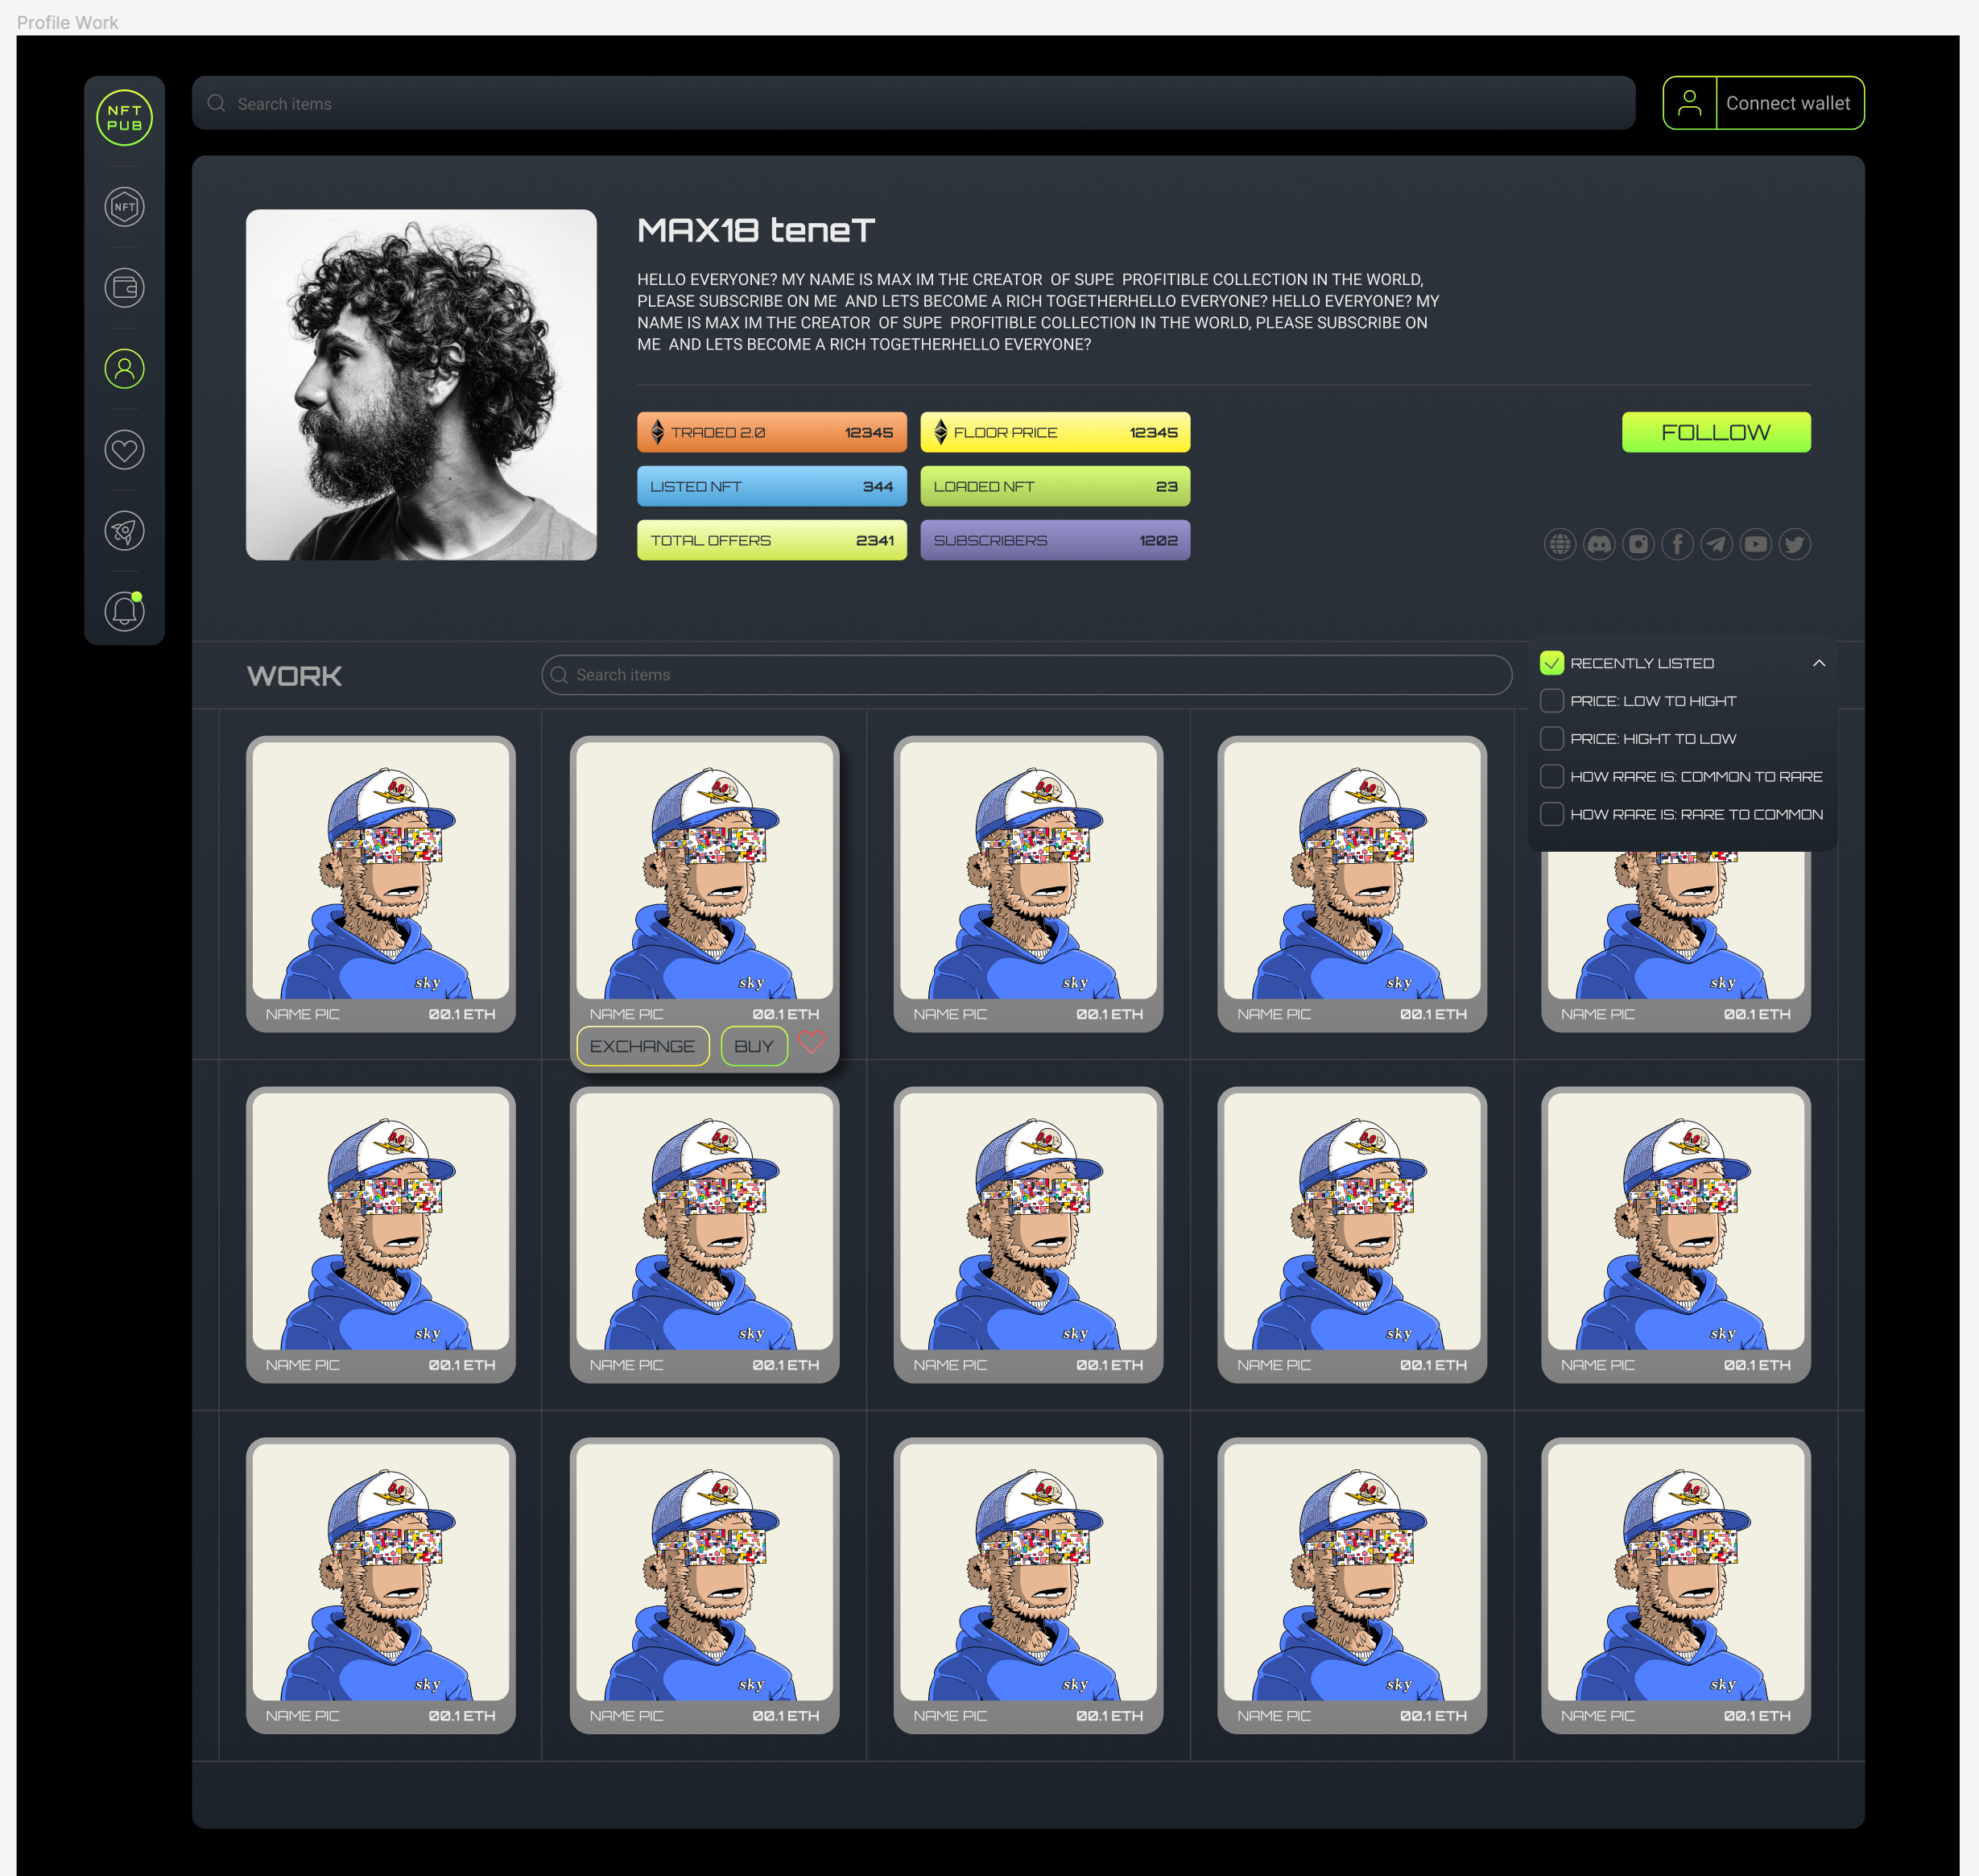 Profile Work
NFT
PUB
Search items
Connect wallet
NFT
MAX18 teneT
HELLO EVERYONE? MY NAME IS MAX IM THE CREATOR  OF SUPE  PROFITIBLE COLLECTION IN THE WORLD,
PLEASE SUBSCRIBE ON ME  AND LETS BECOME A RICH TOGETHERHELLO EVERYONE? HELLO EVERYONE? MY
NAME IS MAX IM THE CREATOR  OF SUPE  PROFITIBLE COLLECTION IN THE WORLD, PLEASE SUBSCRIBE ON
ME  AND LETS BECOME A RICH TOGETHERHELLO EVERYONE?
TRADED 2.0 12345
FLOOR PRICE 12345
FOLLOW
LISTED NFT 344
LOADED NFT 23
TOTAL OFFERS 2341
SUBSCRIBERS 1202
WORK
Search items
RECENTLY LISTED
PRICE: LOW TO HIGHT
PRICE: HIGHT TO LOW
HOW RARE IS: COMMON TO RARE
HOW RARE IS: RARE TO COMMON
sky
sky
sky
sky
sky
NAME PIC 00.1 ETH
NAME PIC 00.1 ETH
NAME PIC 00.1 ETH
NAME PIC 00.1 ETH
NAME PIC 00.1 ETH
EXCHANGE
BUY
sky
sky
sky
sky
sky
NAME PIC 00.1 ETH
NAME PIC 00.1 ETH
NAME PIC 00.1 ETH
NAME PIC 00.1 ETH
NAME PIC 00.1 ETH
sky
sky
sky
sky
sky
NAME PIC 00.1 ETH
NAME PIC 00.1 ETH
NAME PIC 00.1 ETH
NAME PIC 00.1 ETH
NAME PIC 00.1 ETH